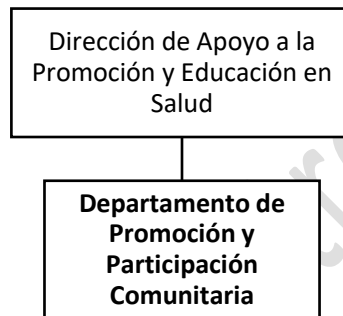 Dirección de Apoyo a la
Promoción y Educación en
Salud
Departamento de
Promoción y
Participación
Comunitaria